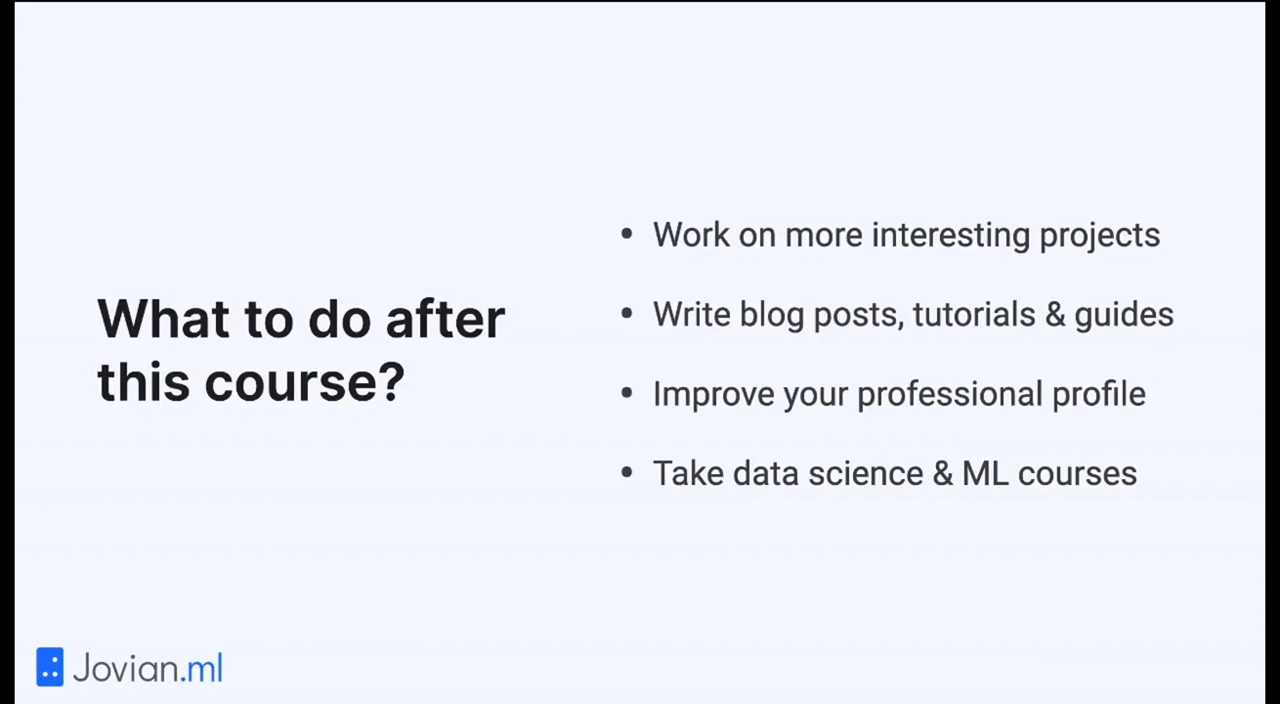 What to do after
this course?
• Work on more interesting projects
• Write blog posts, tutorials & guides
• Improve your professional profile
• Take data science & ML courses
Jovian.ml